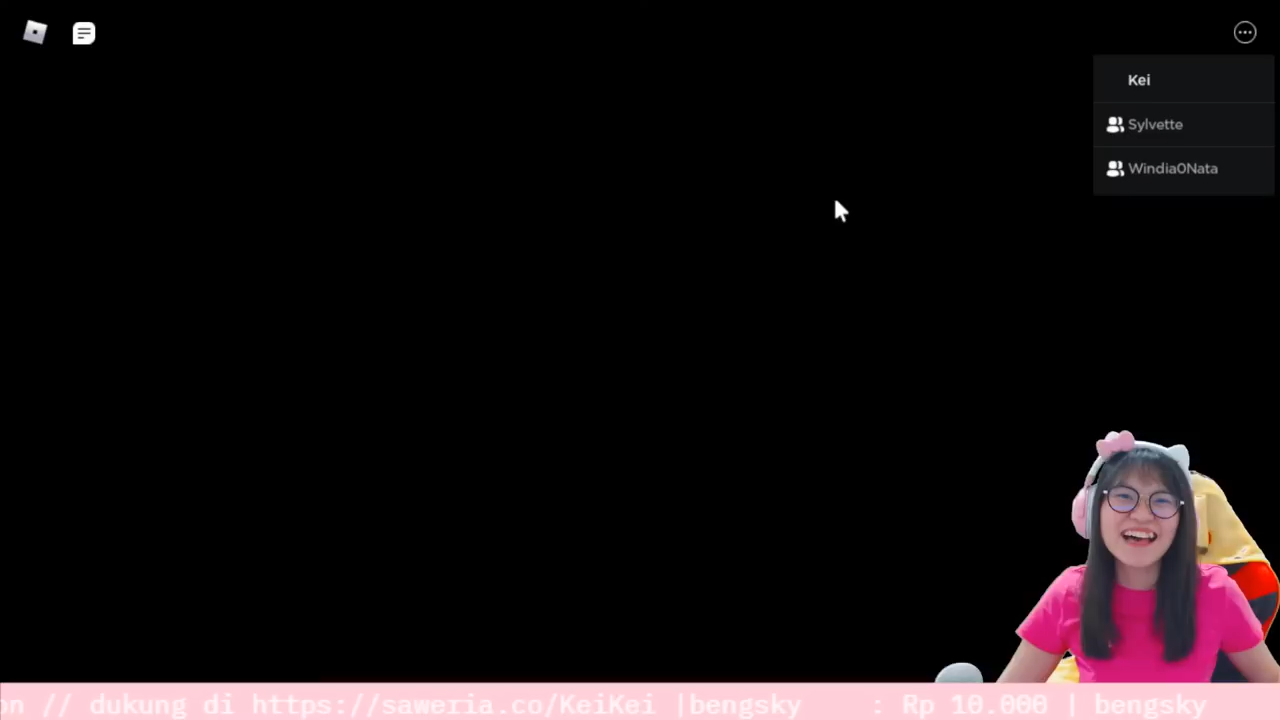 Kei
Sylvette
Windia0Nata
on // dukung di https://saweria.co/KeiKei |bengsky : Rp 10.000 | bengsky